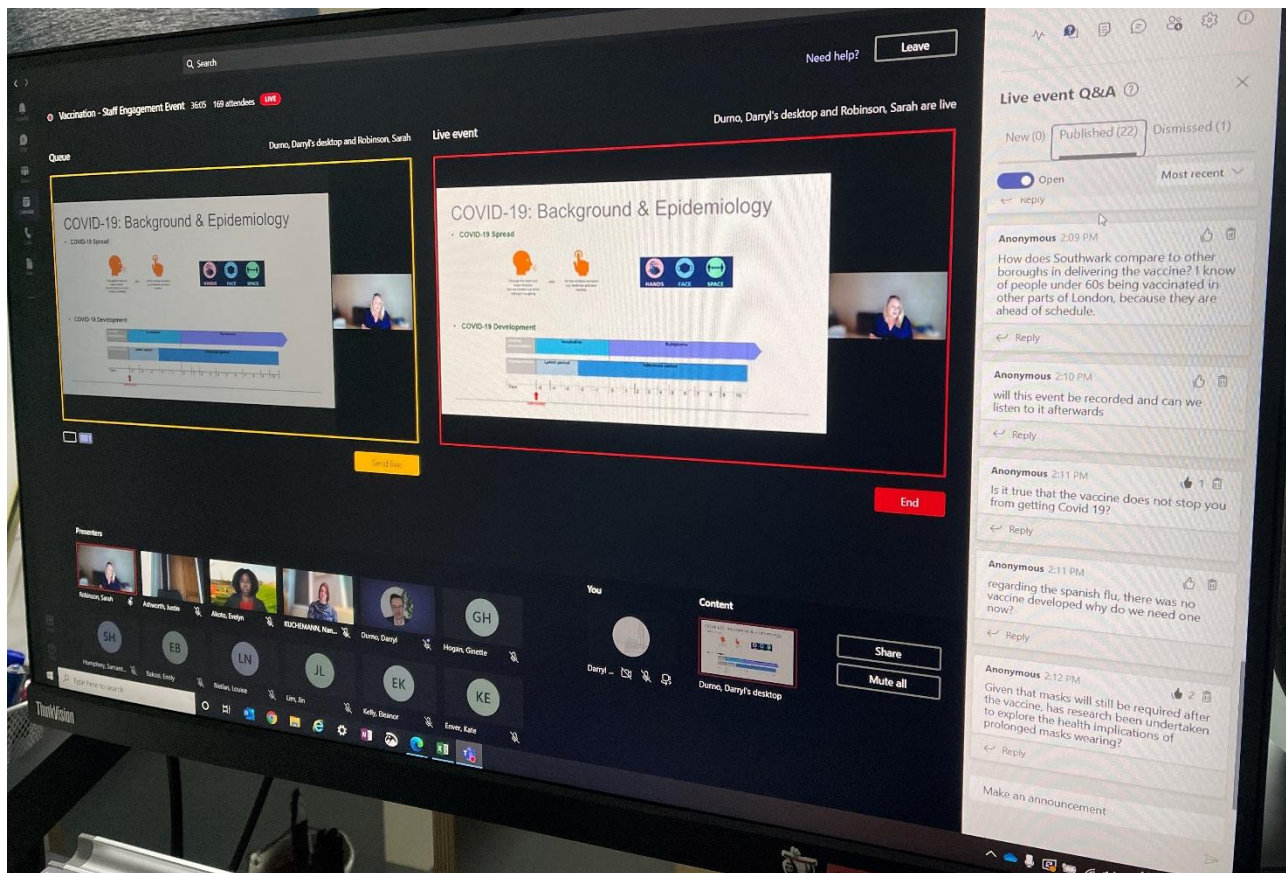 Search
Need help?
Leave
Vaccination - Staff Engagement Event 36:05 169 attendees LIVE
Queue
Durno, Darryl's desktop and Robinson, Sarah
COVID-19: Background & Epidemiology
COVID-19 Spread
HANDS FACE SPACE
COVID-19 Development
Send live
Live event
Durno, Darryl's desktop and Robinson, Sarah are live
COVID-19: Background & Epidemiology
COVID-19 Spread
HANDS FACE SPACE
COVID-19 Development
Symptoms
Latent period
Infectious period
Days
End
Presenters
Robinson, Sarah
Ashworth, Justin
Akoto, Evelyn
KUCHEMANN, Nan...
Durno, Darryl
GH
Hogan, Ginette
SH
Humphrey, Samant...
EB
Bakssi, Emily
LN
Neilan, Louise
JL
Lim, Jin
EK
Kelly, Eleanor
KE
Enver, Kate
You
Darryl ...
Content
Durno, Darryl's desktop
Share
Mute all
Type here to search
ThinkVision
Live event Q&A
New (0)
Published (22)
Dismissed (1)
Open
Most recent
Reply
Anonymous 2:09 PM
How does Southwark compare to other
boroughs in delivering the vaccine? I know
of people under 60s being vaccinated in
other parts of London, because they are
ahead of schedule.
Reply
Anonymous 2:10 PM
will this event be recorded and can we
listen to it afterwards
Reply
Anonymous 2:11 PM
1
Is it true that the vaccine does not stop you
from getting Covid 19?
Reply
Anonymous 2:11 PM
regarding the spanish flu, there was no
vaccine developed why do we need one
now?
Reply
Anonymous 2:12 PM
2
Given that masks will still be required after
the vaccine, has research been undertaken
to explore the health implications of
prolonged masks wearing?
Reply
Make an announcement